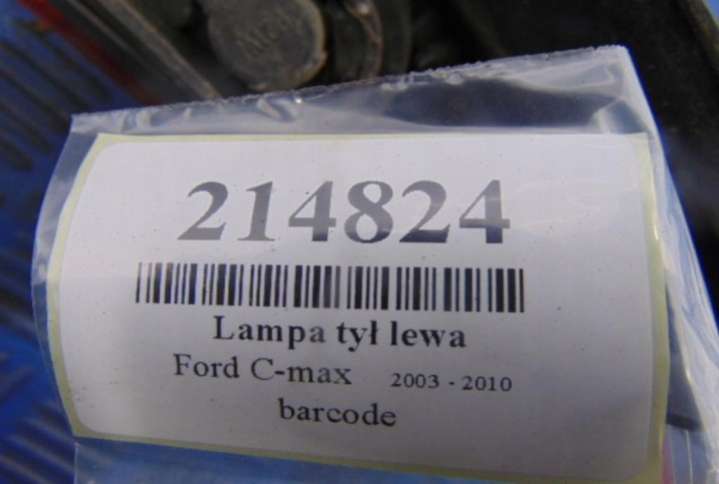 214824
Lampa tył lewa
Ford C-max 2003 - 2010
barcode